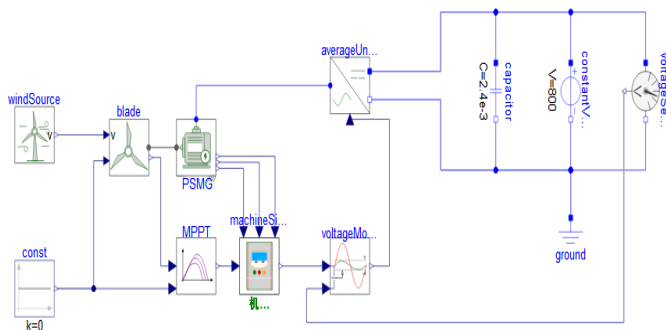 averageUn...
windSource
v
blade
v
PSMG
capacitor
C=2.4e-3
constantV...
V=800
voltageSe...
V
ground
const
k=0
MPPT
machineSi...
机...
voltageMo...